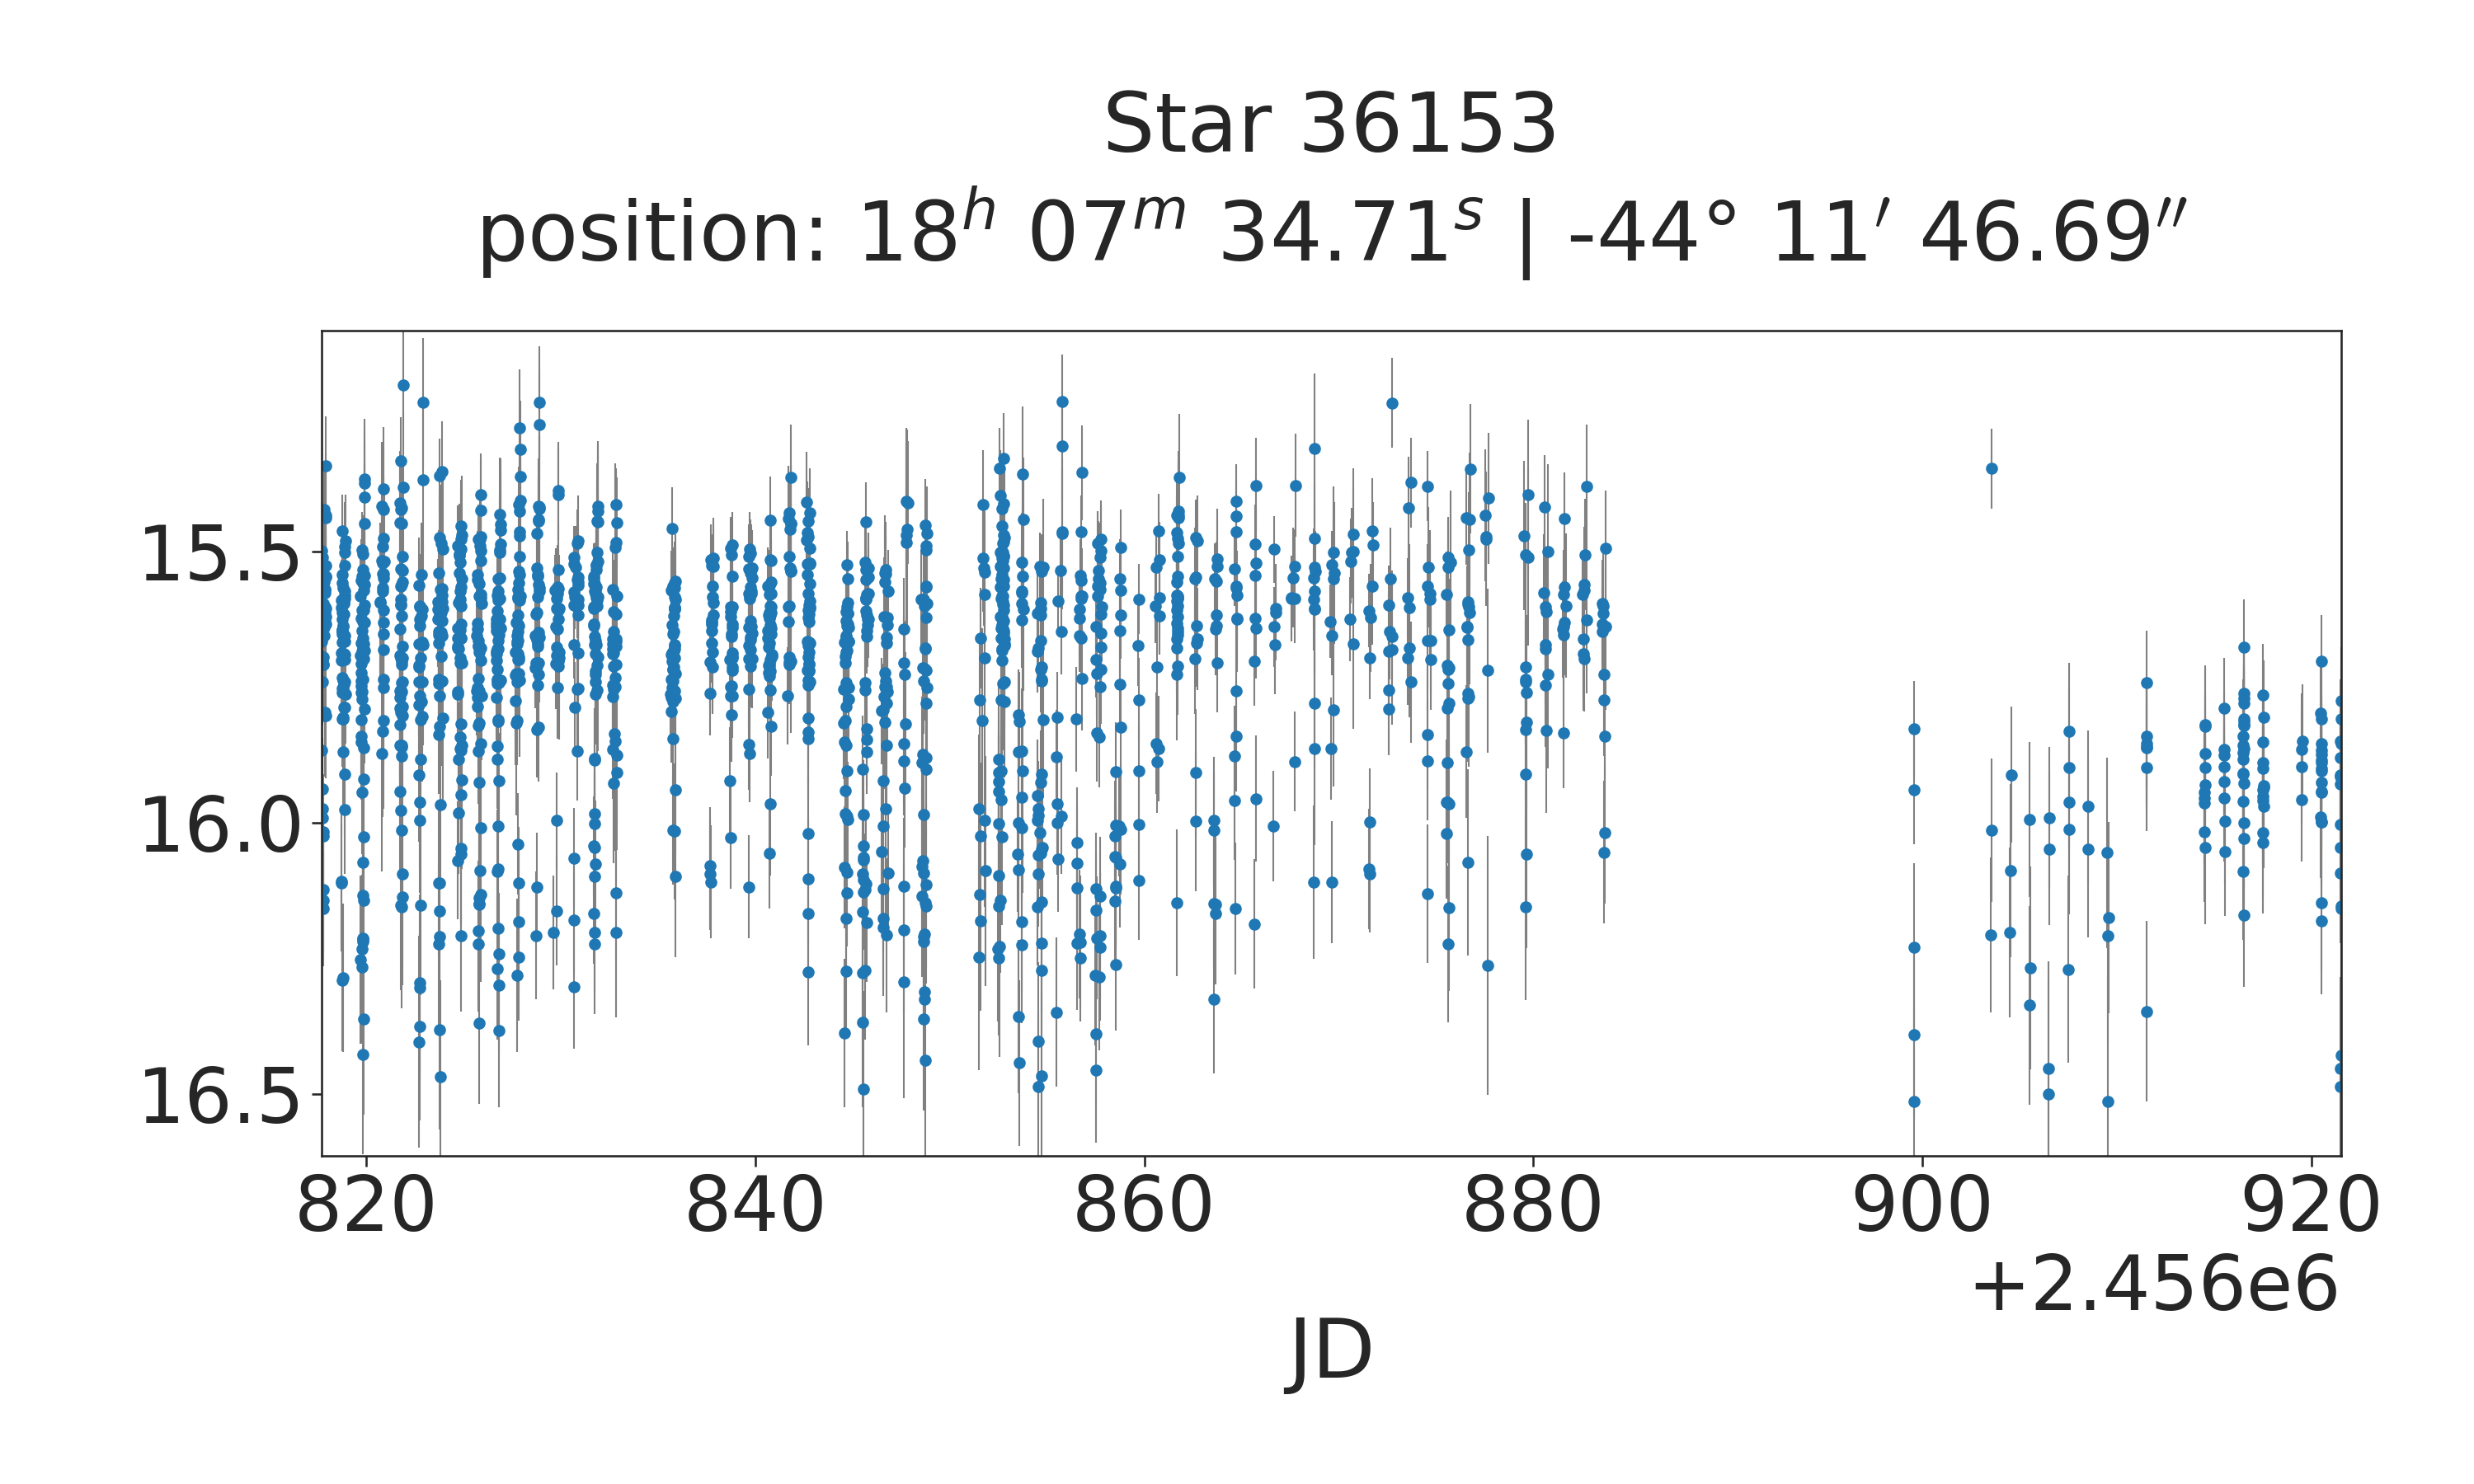 Star 36153
position: 18ʰ 07ᵐ 34.71ˢ | -44° 11′ 46.69″
15.5
16.0
16.5
820 840 860 880 900 920
+2.456e6
JD